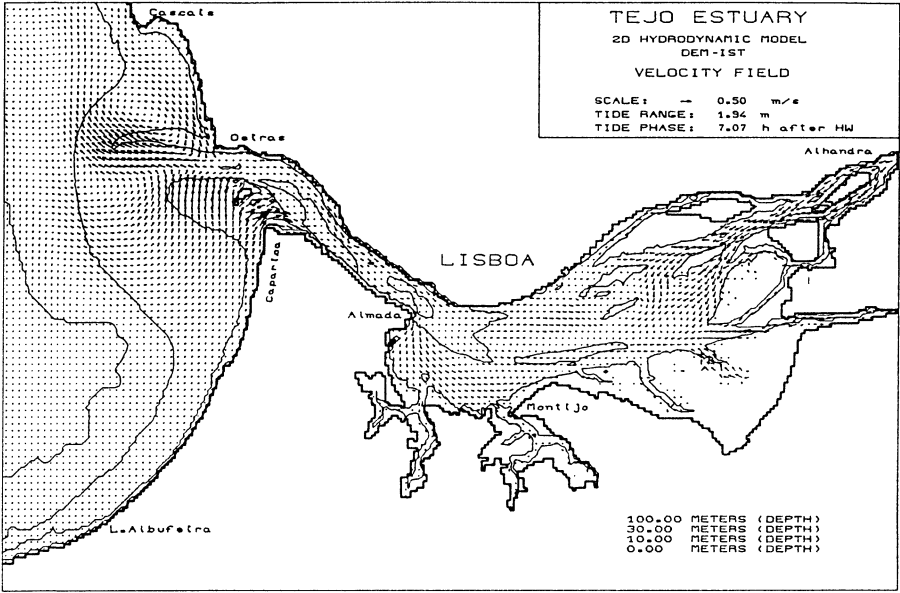 Cascais
TEJO ESTUARY
2D HYDRODYNAMIC MODEL
DEM-IST
VELOCITY FIELD
SCALE: → 0.50 m/s
TIDE RANGE: 1.94 m
TIDE PHASE: 7.07 h after HW
Oeiras
Alhandra
LISBOA
Caparica
Almada
Montijo
L.Albufeira
100.00 METERS (DEPTH)
30.00 METERS (DEPTH)
10.00 METERS (DEPTH)
0.00 METERS (DEPTH)